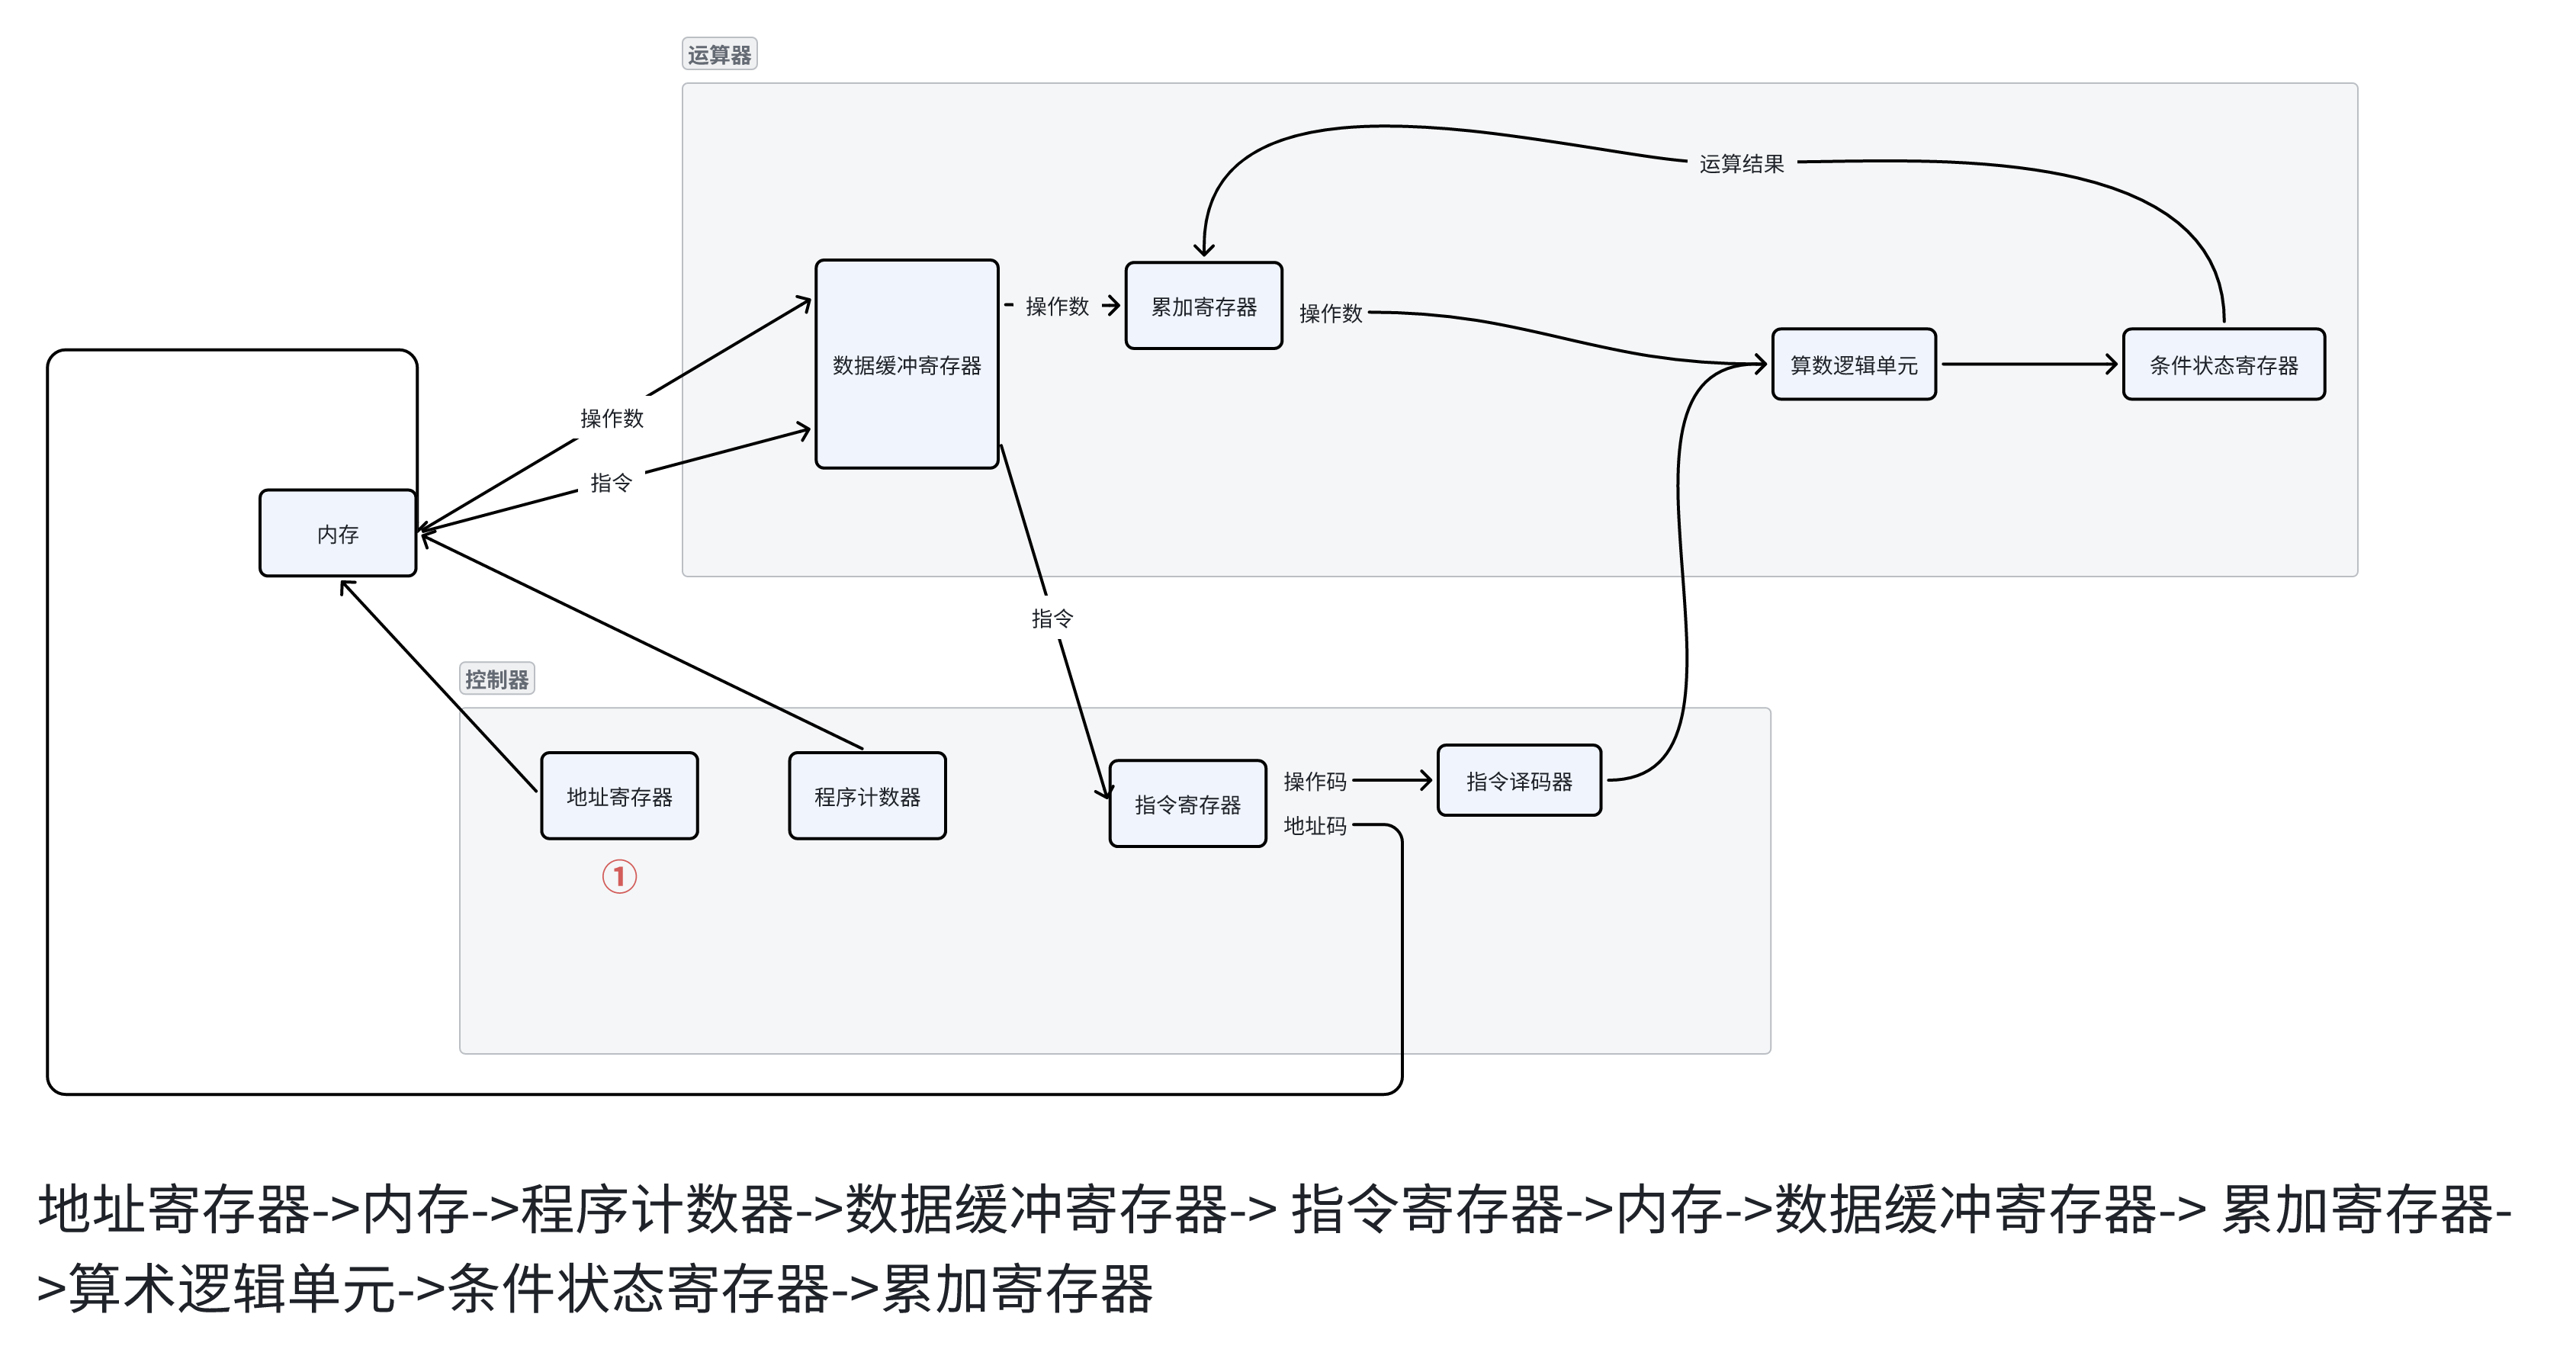 运算器
运算结果
数据缓冲寄存器
操作数
累加寄存器
操作数
算数逻辑单元
条件状态寄存器
操作数
指令
内存
指令
控制器
地址寄存器
程序计数器
指令寄存器
操作码
地址码
指令译码器
①
地址寄存器->内存->程序计数器->数据缓冲寄存器-> 指令寄存器->内存->数据缓冲寄存器-> 累加寄存器-
>算术逻辑单元->条件状态寄存器->累加寄存器